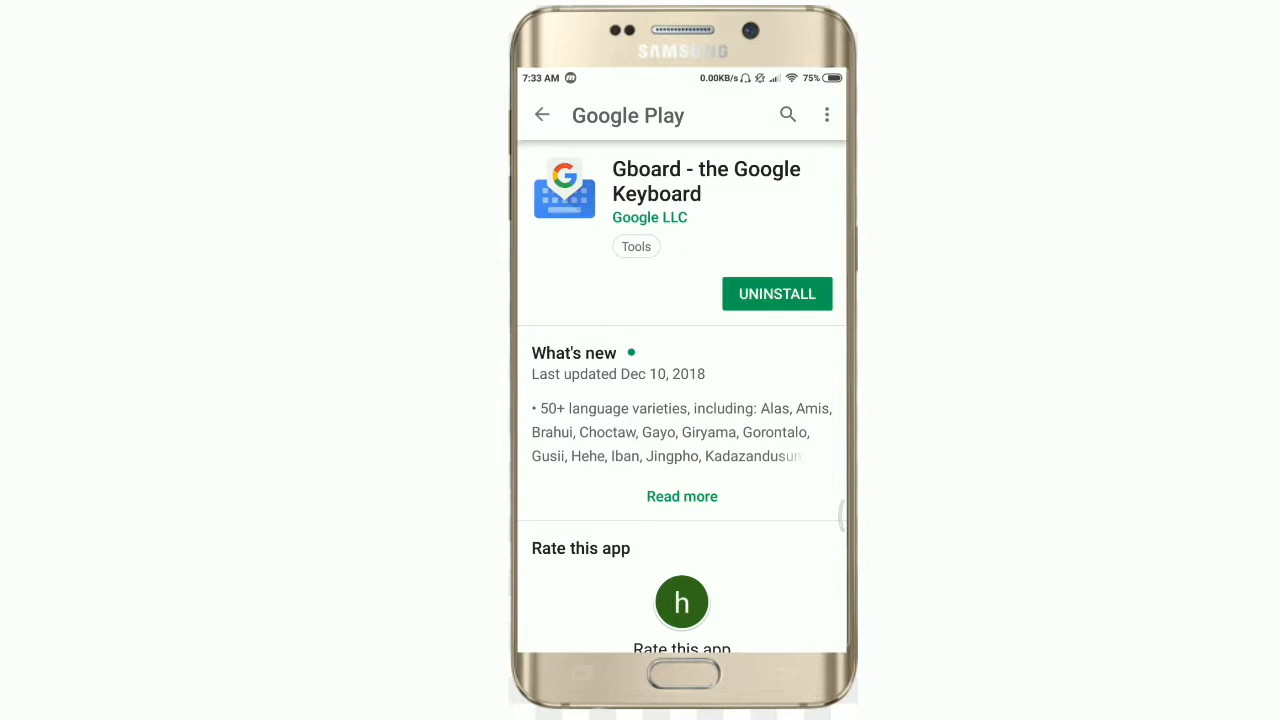 SAMSUNG
7:33 AM 0.00KB/s 75%
Google Play
Gboard - the Google
Keyboard
Google LLC
Tools
UNINSTALL
What's new
Last updated Dec 10, 2018
• 50+ language varieties, including: Alas, Amis,
Brahui, Choctaw, Gayo, Giryama, Gorontalo,
Gusii, Hehe, Iban, Jingpho, Kadazandusun
Read more
Rate this app
h
Rate this app